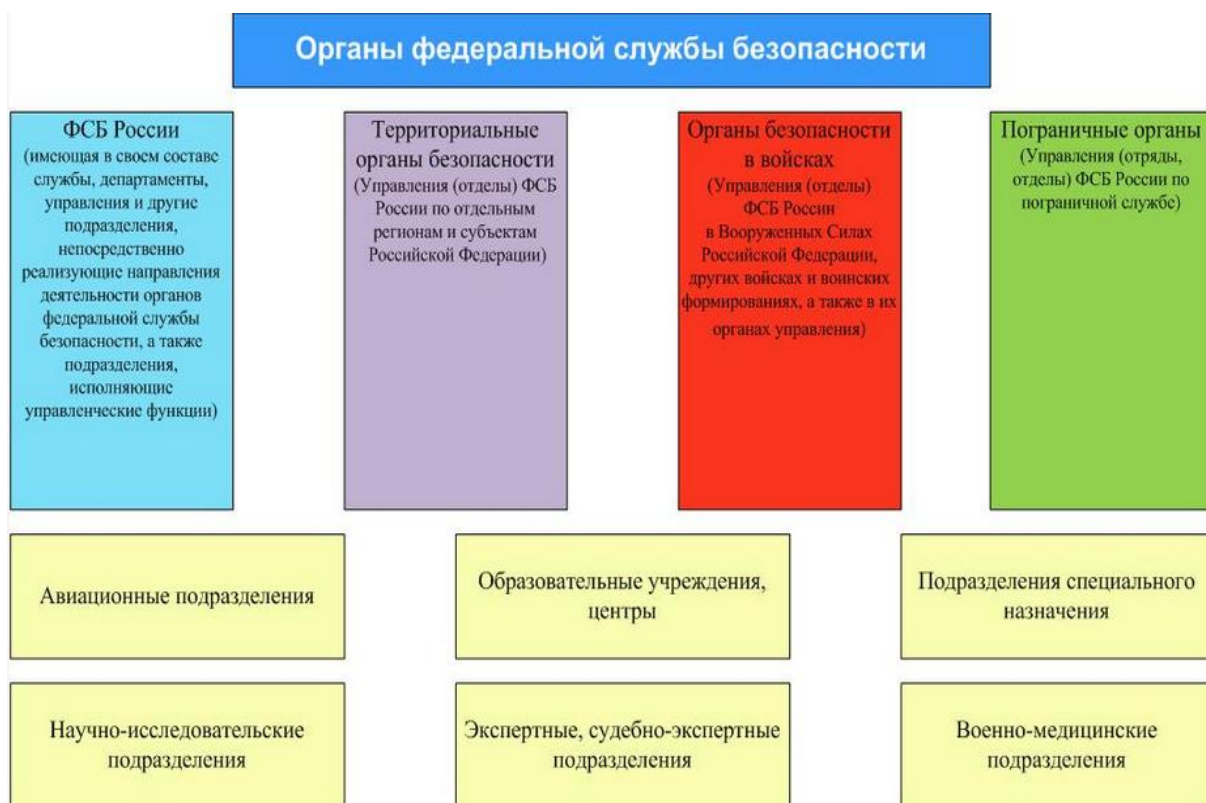 Органы федеральной службы безопасности
ФСБ России
(имеющая в своем составе
службы, департаменты,
управления и другие
подразделения,
непосредственно
реализующие направления
деятельности органов
федеральной службы
безопасности, а также
подразделения,
исполняющие
управленческие функции)
Территориальные
органы безопасности
(Управления (отделы) ФСБ
России по отдельным
регионам и субъектам
Российской Федерации)
Органы безопасности
в войсках
(Управления (отделы)
ФСБ России
в Вооруженных Силах
Российской Федерации,
других войсках и воинских
формированиях, а также в их
органах управления)
Пограничные органы
(Управления (отряды,
отделы) ФСБ России по
пограничной службе)
Авиационные подразделения
Образовательные учреждения,
центры
Подразделения специального
назначения
Научно-исследовательские
подразделения
Экспертные, судебно-экспертные
подразделения
Военно-медицинские
подразделения